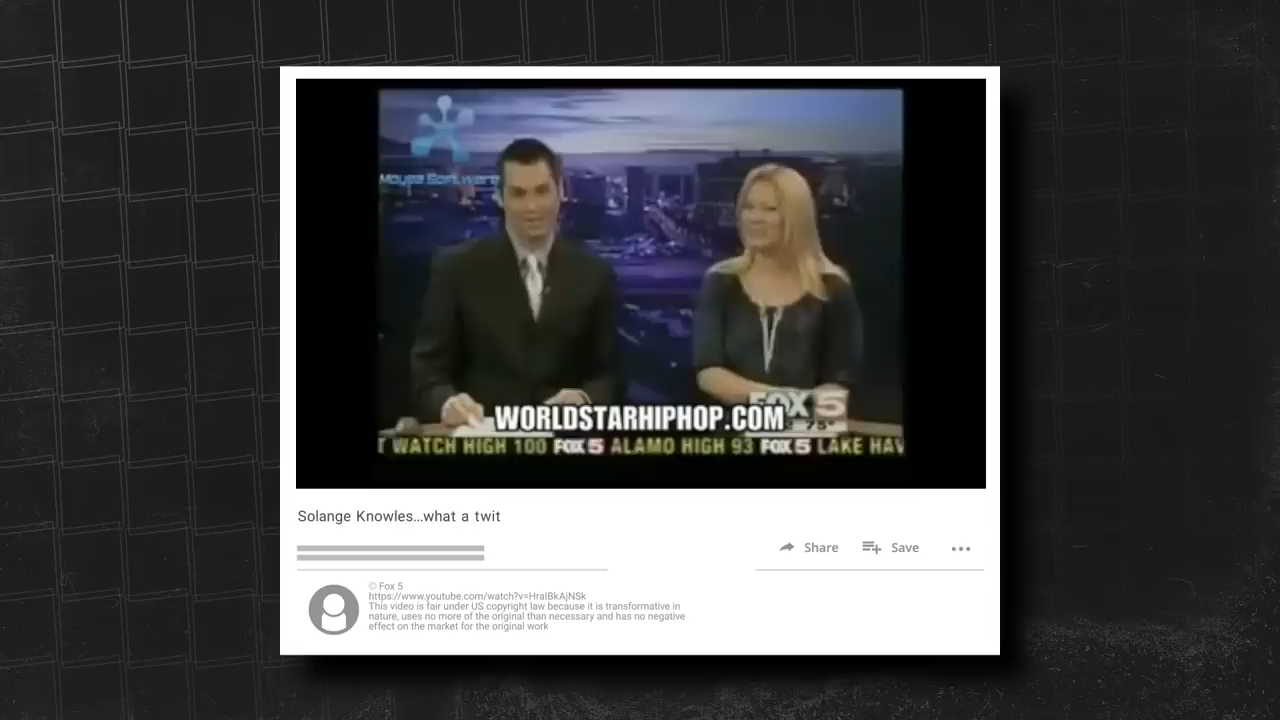 Moyea Software
WORLDSTARHIPHOP.COM
FOX 5
75°
T WATCH HIGH 100 FOX 5 ALAMO HIGH 93 FOX 5 LAKE HAV
Solange Knowles...what a twit
Share
Save
© Fox 5
https://www.youtube.com/watch?v=HraIBkAjNSk
This video is fair under US copyright law because it is transformative in
nature, uses no more of the original than necessary and has no negative
effect on the market for the original work